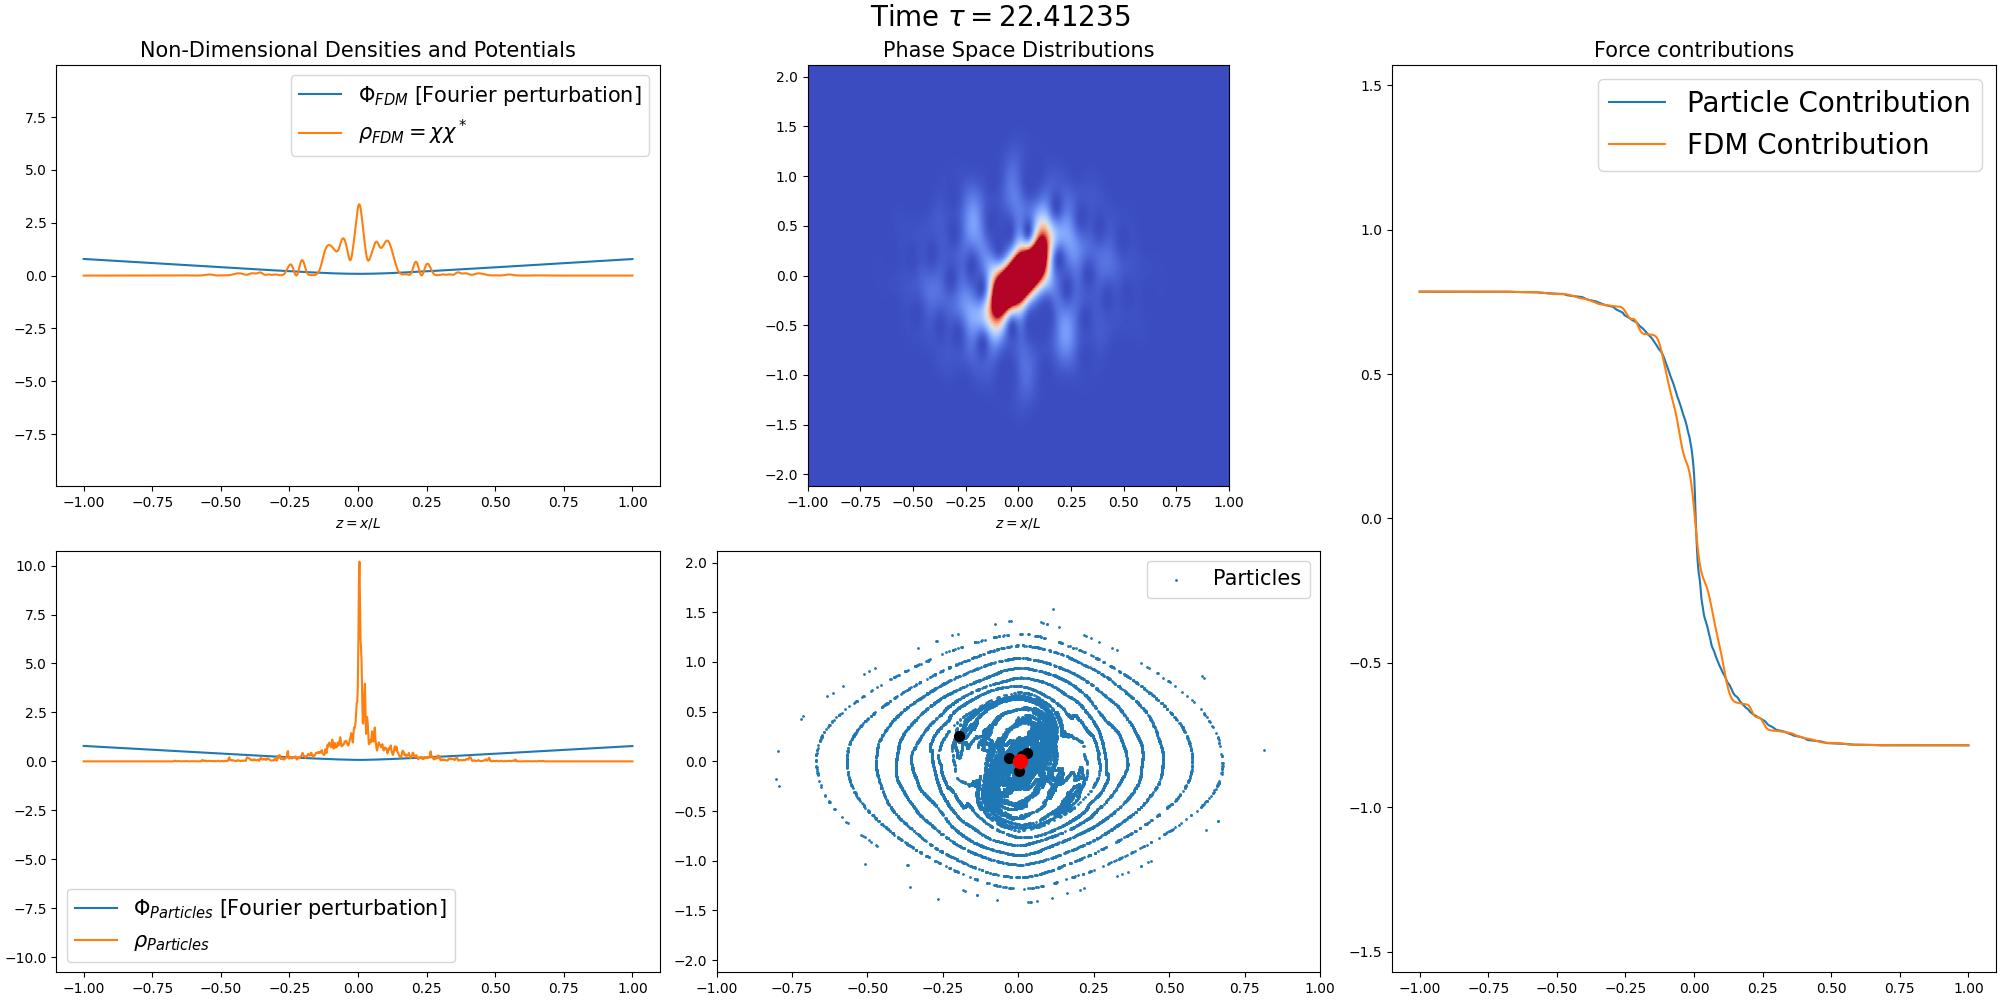 Time τ = 22.41235
Non-Dimensional Densities and Potentials
Φ_FDM [Fourier perturbation]
ρ_FDM = χχ*
7.5
5.0
2.5
0.0
−2.5
−5.0
−7.5
−1.00 −0.75 −0.50 −0.25 0.00 0.25 0.50 0.75 1.00
z = x/L
Phase Space Distributions
2.0
1.5
1.0
0.5
0.0
−0.5
−1.0
−1.5
−2.0
−1.00 −0.75 −0.50 −0.25 0.00 0.25 0.50 0.75 1.00
z = x/L
Force contributions
Particle Contribution
FDM Contribution
1.5
1.0
0.5
0.0
−0.5
−1.0
−1.5
−1.00 −0.75 −0.50 −0.25 0.00 0.25 0.50 0.75 1.00
10.0
7.5
5.0
2.5
0.0
−2.5
−5.0
−7.5
−10.0
Φ_Particles [Fourier perturbation]
ρ_Particles
−1.00 −0.75 −0.50 −0.25 0.00 0.25 0.50 0.75 1.00
Particles
2.0
1.5
1.0
0.5
0.0
−0.5
−1.0
−1.5
−2.0
−1.00 −0.75 −0.50 −0.25 0.00 0.25 0.50 0.75 1.00